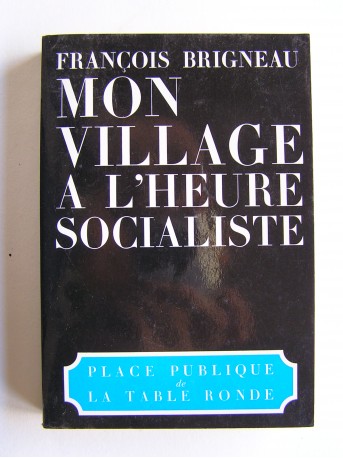 FRANÇOIS BRIGNEAU
MON
VILLAGE
A L'HEURE
SOCIALISTE
PLACE PUBLIQUE
de
LA TABLE RONDE